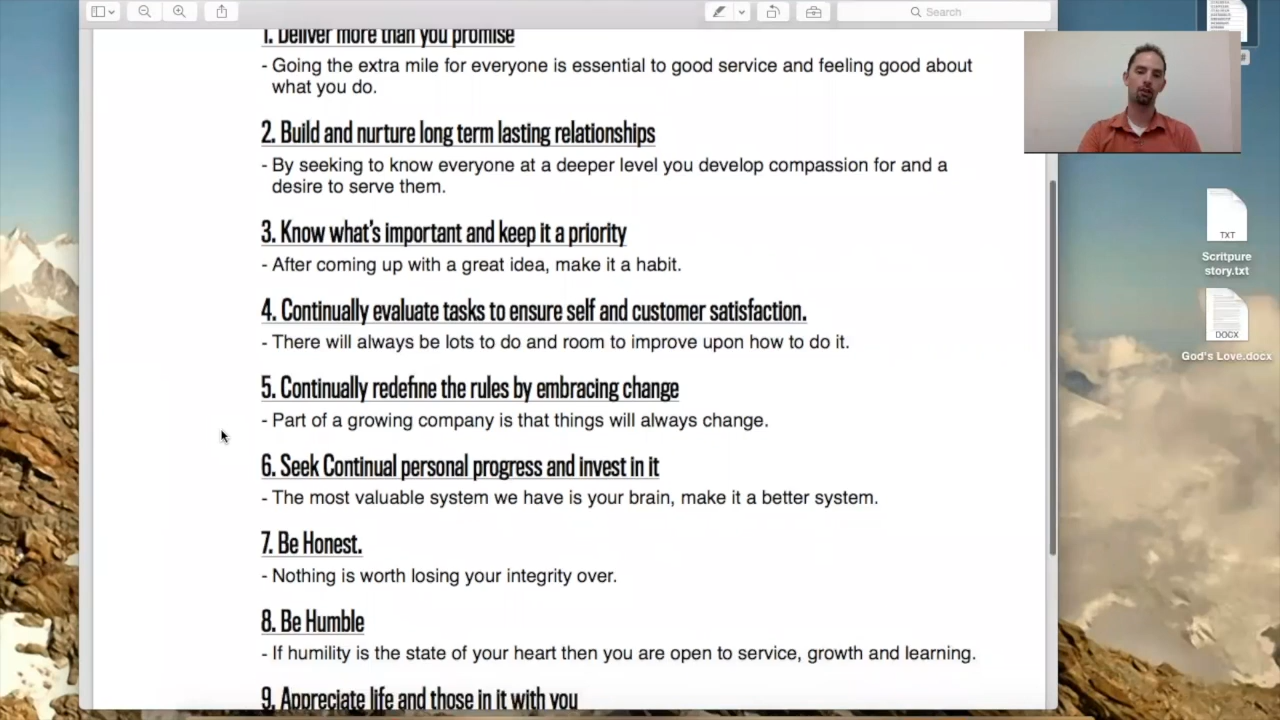 Search
1. Deliver more than you promise
- Going the extra mile for everyone is essential to good service and feeling good about
what you do.
2. Build and nurture long term lasting relationships
- By seeking to know everyone at a deeper level you develop compassion for and a
desire to serve them.
3. Know what's important and keep it a priority
- After coming up with a great idea, make it a habit.
4. Continually evaluate tasks to ensure self and customer satisfaction.
- There will always be lots to do and room to improve upon how to do it.
5. Continually redefine the rules by embracing change
- Part of a growing company is that things will always change.
6. Seek Continual personal progress and invest in it
- The most valuable system we have is your brain, make it a better system.
7. Be Honest.
- Nothing is worth losing your integrity over.
8. Be Humble
- If humility is the state of your heart then you are open to service, growth and learning.
9. Appreciate life and those in it with you
TXT
Scritpure
story.txt
DOCX
God's Love.docx